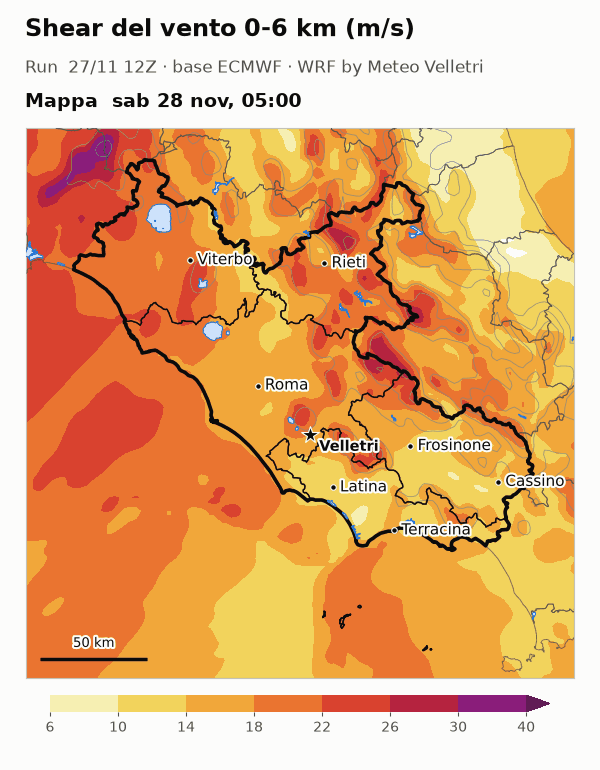 Shear del vento 0-6 km (m/s)
Run  27/11 12Z · base ECMWF · WRF by Meteo Velletri
Mappa  sab 28 nov, 05:00
Viterbo
Rieti
Roma
Velletri
Frosinone
Cassino
Latina
Terracina
50 km
6 10 14 18 22 26 30 40